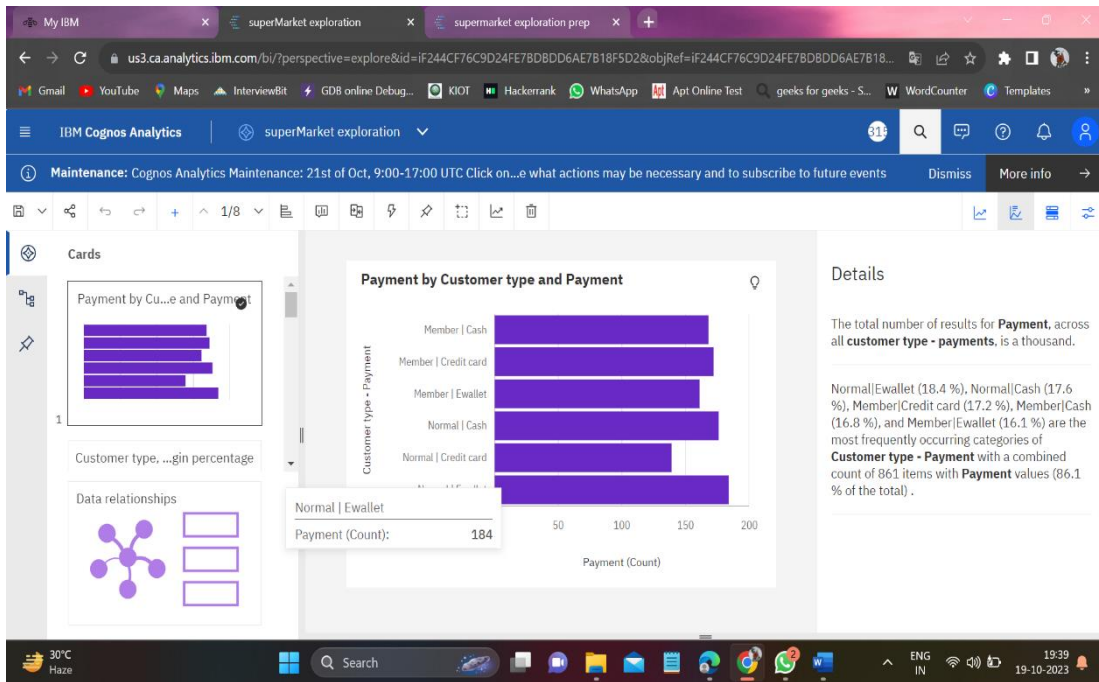 My IBM
superMarket exploration
supermarket exploration prep
us3.ca.analytics.ibm.com/bi/?perspective=explore&id=iF244CF76C9D24FE7BDBDD6AE7B18F5D2&objRef=iF244CF76C9D24FE7BDBDD6AE7B18...
Gmail YouTube Maps InterviewBit GDB online Debug... KIOT Hackerrank WhatsApp Apt Online Test geeks for geeks - S... WordCounter Templates
IBM Cognos Analytics
superMarket exploration
Maintenance: Cognos Analytics Maintenance: 21st of Oct, 9:00-17:00 UTC Click on...e what actions may be necessary and to subscribe to future events
Dismiss
More info
1/8
Cards
Payment by Cu...e and Payment
1
Customer type, ...gin percentage
Data relationships
Payment by Customer type and Payment
Customer type - Payment
Member | Cash
Member | Credit card
Member | Ewallet
Normal | Cash
Normal | Credit card
Normal | Ewallet
Payment (Count): 184
50 100 150 200
Payment (Count)
Details
The total number of results for Payment, across
all customer type - payments, is a thousand.
Normal|Ewallet (18.4 %), Normal|Cash (17.6
%), Member|Credit card (17.2 %), Member|Cash
(16.8 %), and Member|Ewallet (16.1 %) are the
most frequently occurring categories of
Customer type - Payment with a combined
count of 861 items with Payment values (86.1
% of the total) .
30°C
Haze
Search
2
ENG
IN
19:39
19-10-2023